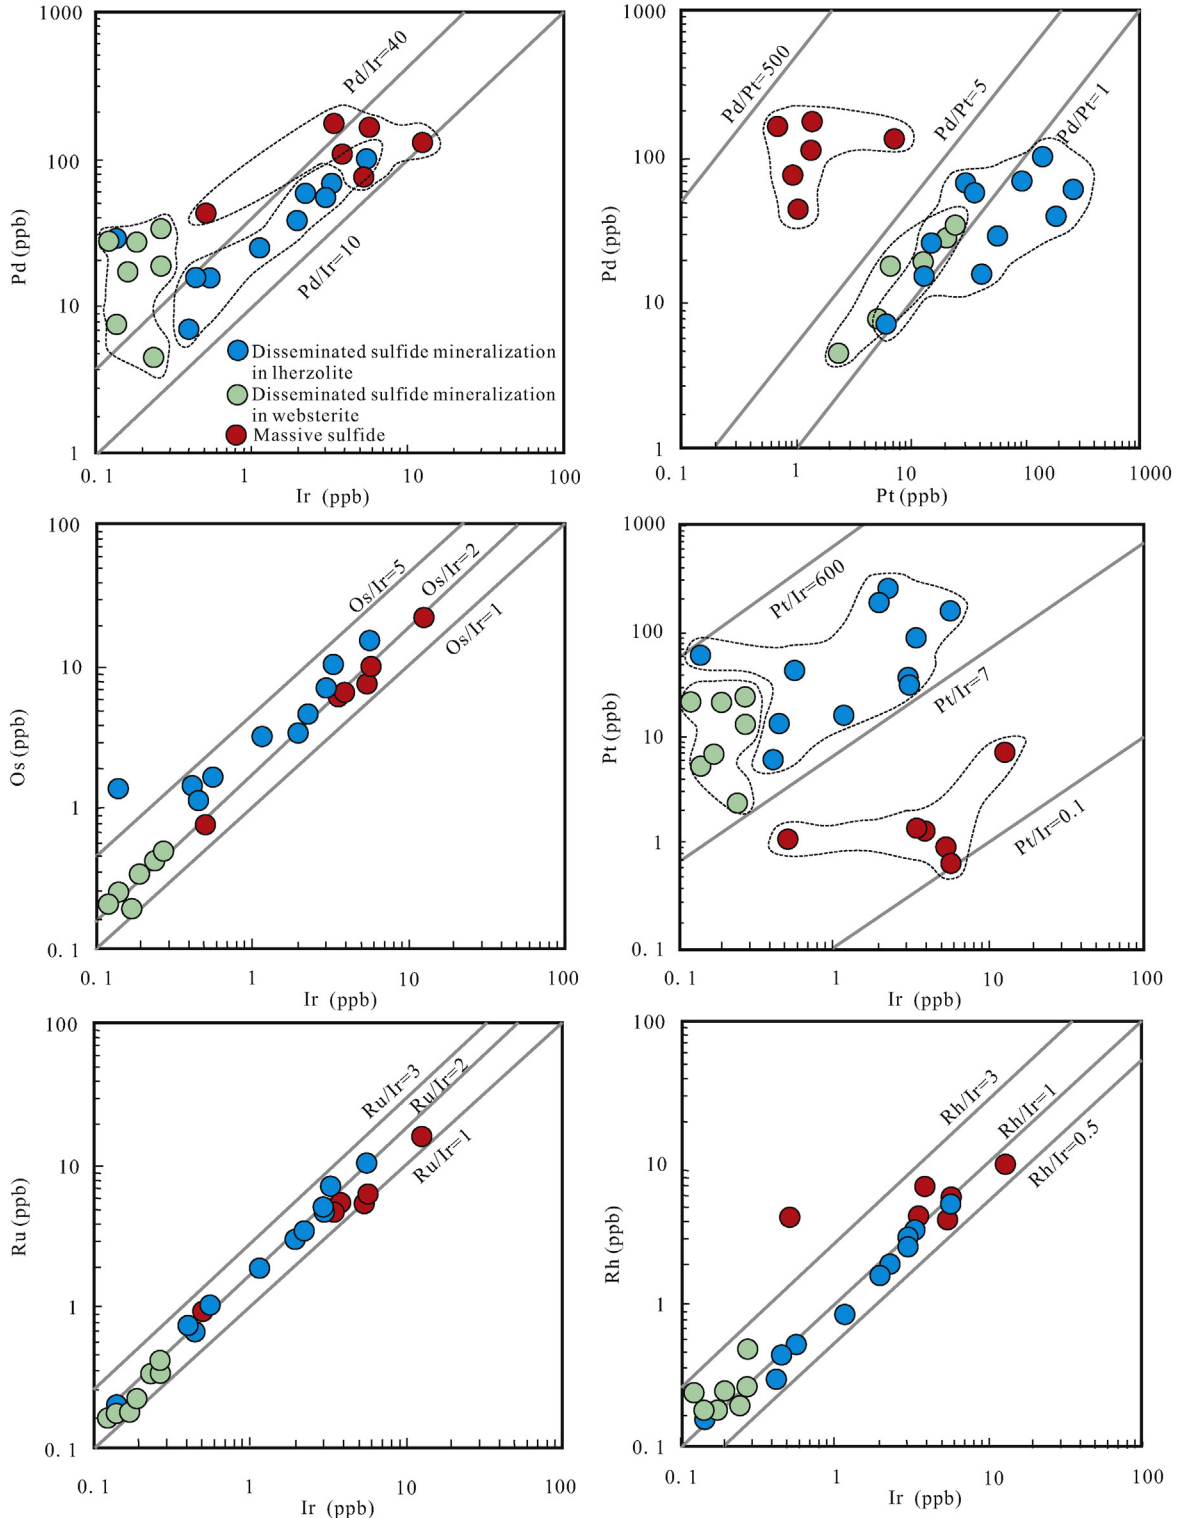 1000
100
10
1
Pd (ppb)
Pd/Ir=40
Pd/Ir=10
Disseminated sulfide mineralization
in lherzolite
Disseminated sulfide mineralization
in websterite
Massive sulfide
0. 1
1
10
100
Ir (ppb)
1000
100
10
1
Pd (ppb)
Pd/Pt=500
Pd/Pt=5
Pd/Pt=1
0. 1
1
10
100
1000
Pt (ppb)
100
10
1
0. 1
Os (ppb)
Os/Ir=5
Os/Ir=2
Os/Ir=1
0. 1
1
10
100
Ir (ppb)
1000
100
10
1
0. 1
Pt (ppb)
Pt/Ir=600
Pt/Ir=7
Pt/Ir=0.1
0. 1
1
10
100
Ir (ppb)
100
10
1
0. 1
Ru (ppb)
Ru/Ir=3
Ru/Ir=2
Ru/Ir=1
0. 1
1
10
100
Ir (ppb)
100
10
1
0. 1
Rh (ppb)
Rh/Ir=3
Rh/Ir=1
Rh/Ir=0.5
0. 1
1
10
100
Ir (ppb)